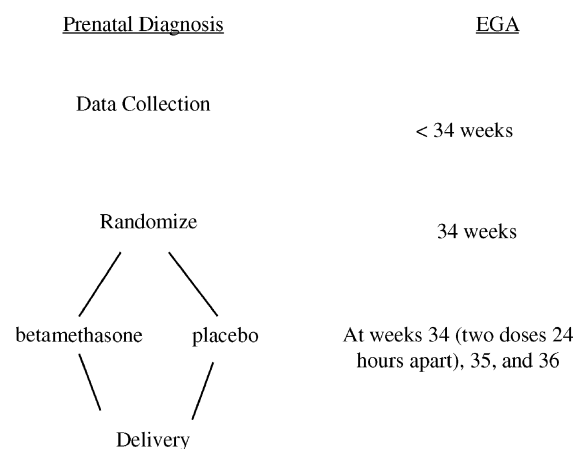 Prenatal Diagnosis
EGA
Data Collection
< 34 weeks
Randomize
34 weeks
betamethasone
placebo
At weeks 34 (two doses 24
hours apart), 35, and 36
Delivery